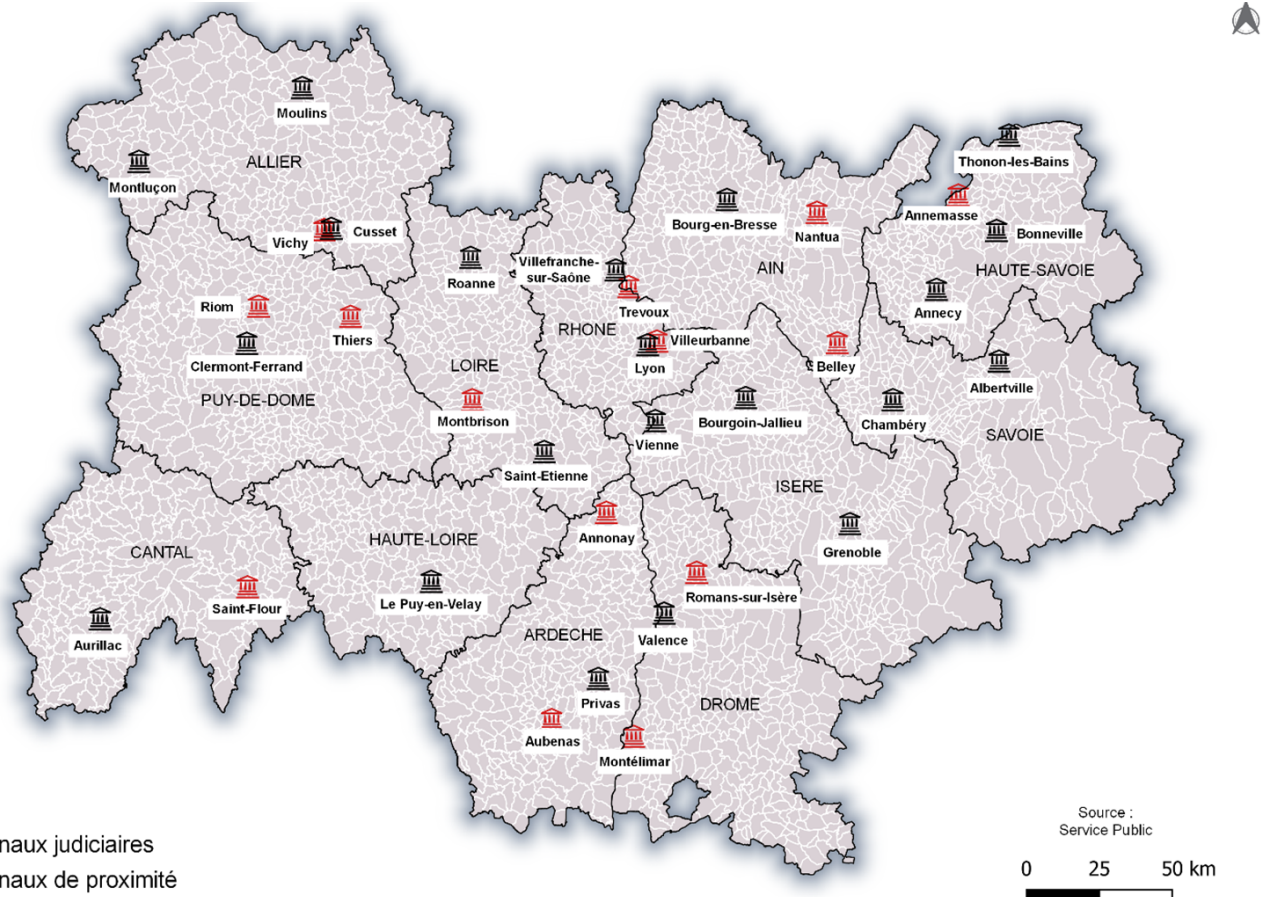 Moulins
Thonon-les-Bains
ALLIER
Montluçon
Annemasse
Bourg-en-Bresse
Cusset
Bonneville
Nantua
Vichy
Villefranche-
sur-Saône
AIN
HAUTE-SAVOIE
Roanne
Riom
Trevoux
Annecy
RHONE
Thiers
Villeurbanne
Clermont-Ferrand
LOIRE
Lyon
Belley
Albertville
PUY-DE-DOME
Montbrison
Bourgoin-Jallieu
Chambéry
Vienne
SAVOIE
Saint-Etienne
ISERE
HAUTE-LOIRE
Annonay
CANTAL
Grenoble
Romans-sur-Isère
Le Puy-en-Velay
Saint-Flour
ARDECHE
Valence
Aurillac
Privas
DROME
Aubenas
Montélimar
Source :
Service Public
naux judiciaires
naux de proximité
0 25 50 km